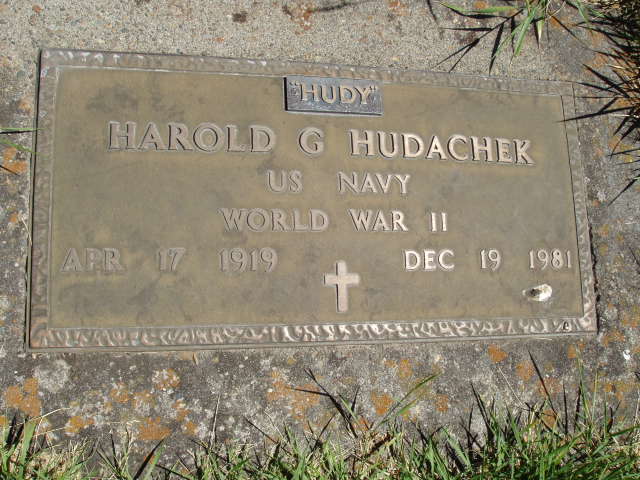 "HUDY"
HAROLD G HUDACHEK
US NAVY
WORLD WAR II
APR 17 1919 DEC 19 1981